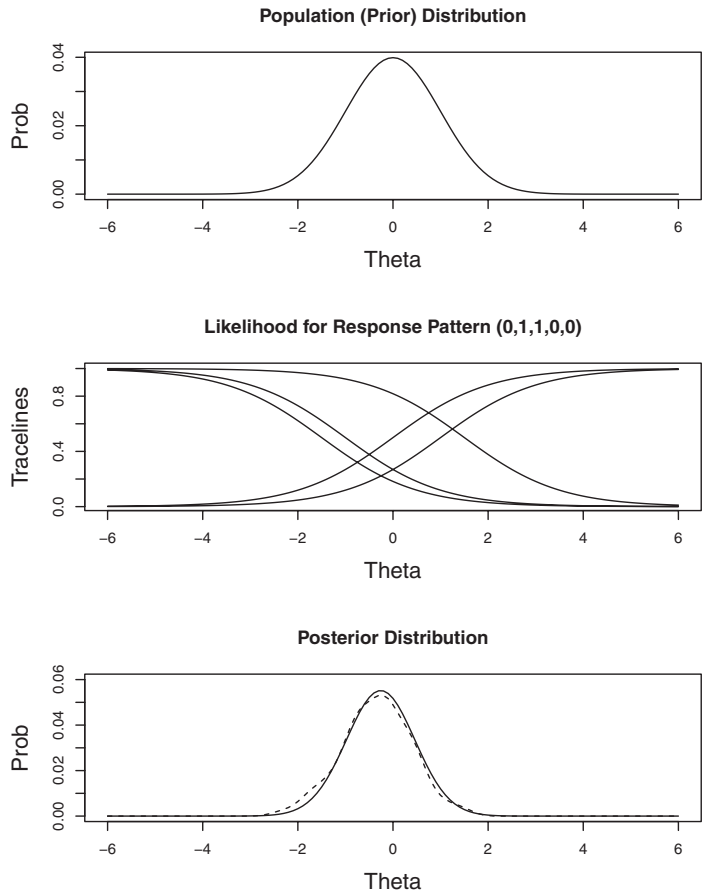 Population (Prior) Distribution
Prob
0.04
0.02
0.00
−6 −4 −2 0 2 4 6
Theta
Likelihood for Response Pattern (0,1,1,0,0)
Tracelines
0.8
0.4
0.0
−6 −4 −2 0 2 4 6
Theta
Posterior Distribution
Prob
0.06
0.04
0.02
0.00
−6 −4 −2 0 2 4 6
Theta